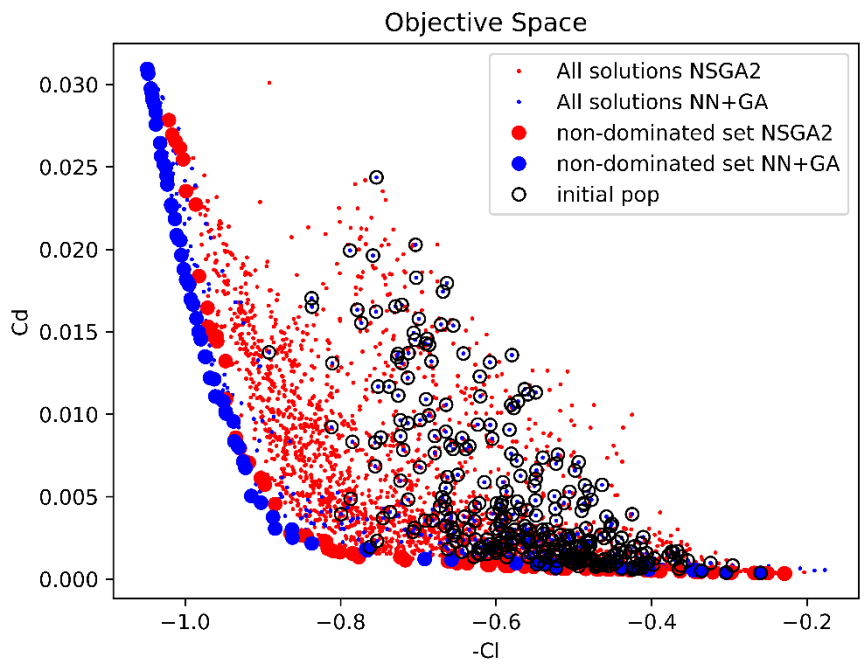 Objective Space
All solutions NSGA2
All solutions NN+GA
non-dominated set NSGA2
non-dominated set NN+GA
initial pop
0.030
0.025
0.020
0.015
0.010
0.005
0.000
Cd
−1.0
−0.8
−0.6
−0.4
−0.2
-Cl